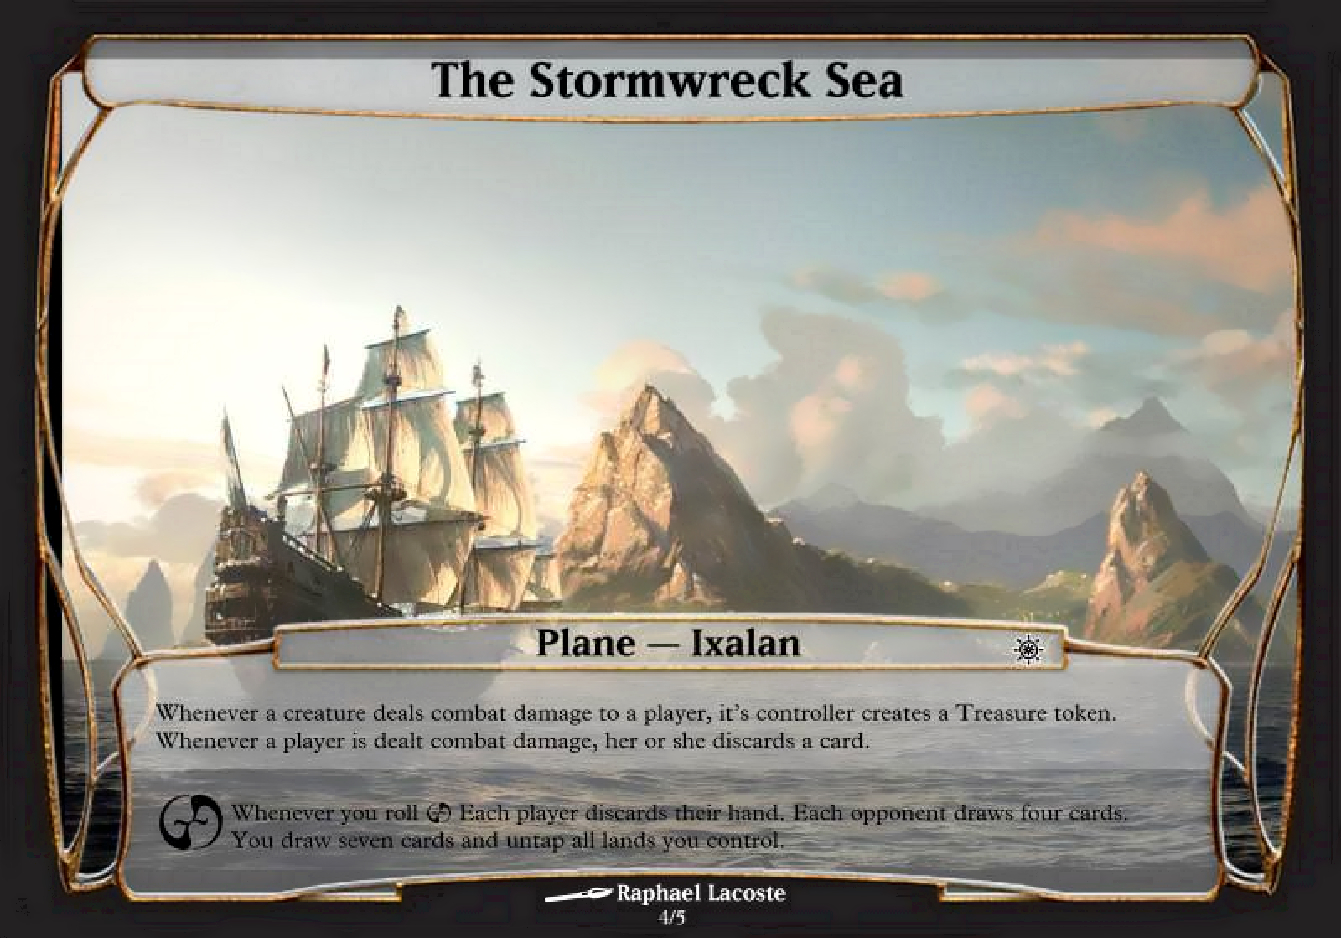 The Stormwreck Sea
Plane — Ixalan
Whenever a creature deals combat damage to a player, it's controller creates a Treasure token.
Whenever a player is dealt combat damage, her or she discards a card.
Whenever you roll Each player discards their hand. Each opponent draws four cards.
You draw seven cards and untap all lands you control.
Raphael Lacoste
4/5